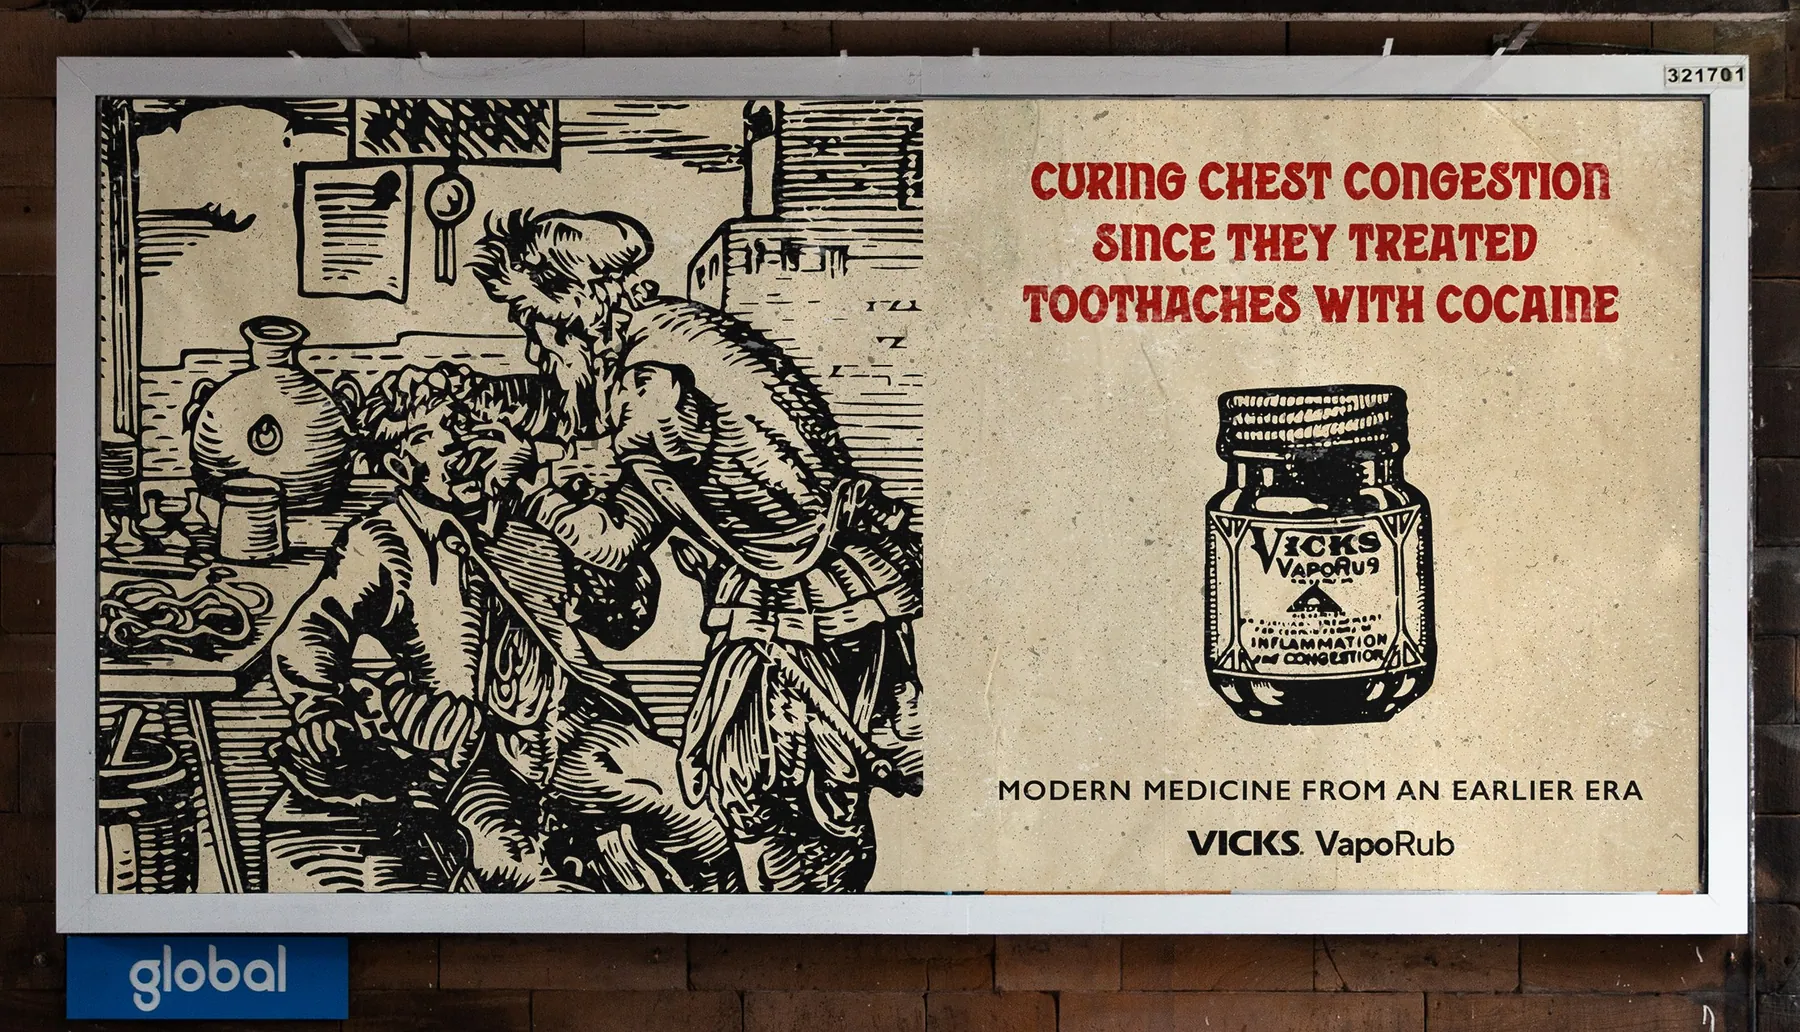 321701
CURING CHEST CONGESTION
SINCE THEY TREATED
TOOTHACHES WITH COCAINE
VICKS
VAPORUB
INFLAMMATION
AND CONGESTION
MODERN MEDICINE FROM AN EARLIER ERA
VICKS. VapoRub
global